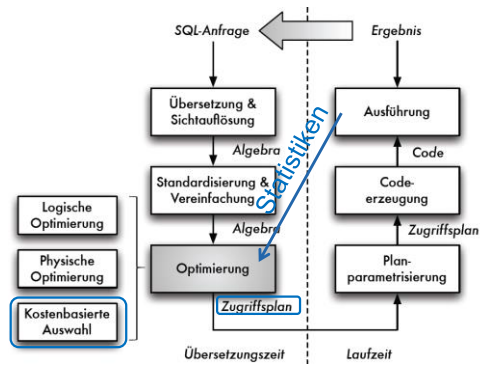 SQL-Anfrage
Ergebnis
Übersetzung &
Sichtauflösung
Ausführung
Statistiken
Algebra
Code
Standardisierung &
Vereinfachung
Code-
erzeugung
Logische
Optimierung
Algebra
Zugriffsplan
Physische
Optimierung
Optimierung
Plan-
parametrisierung
Kostenbasierte
Auswahl
Zugriffsplan
Übersetzungszeit
Laufzeit